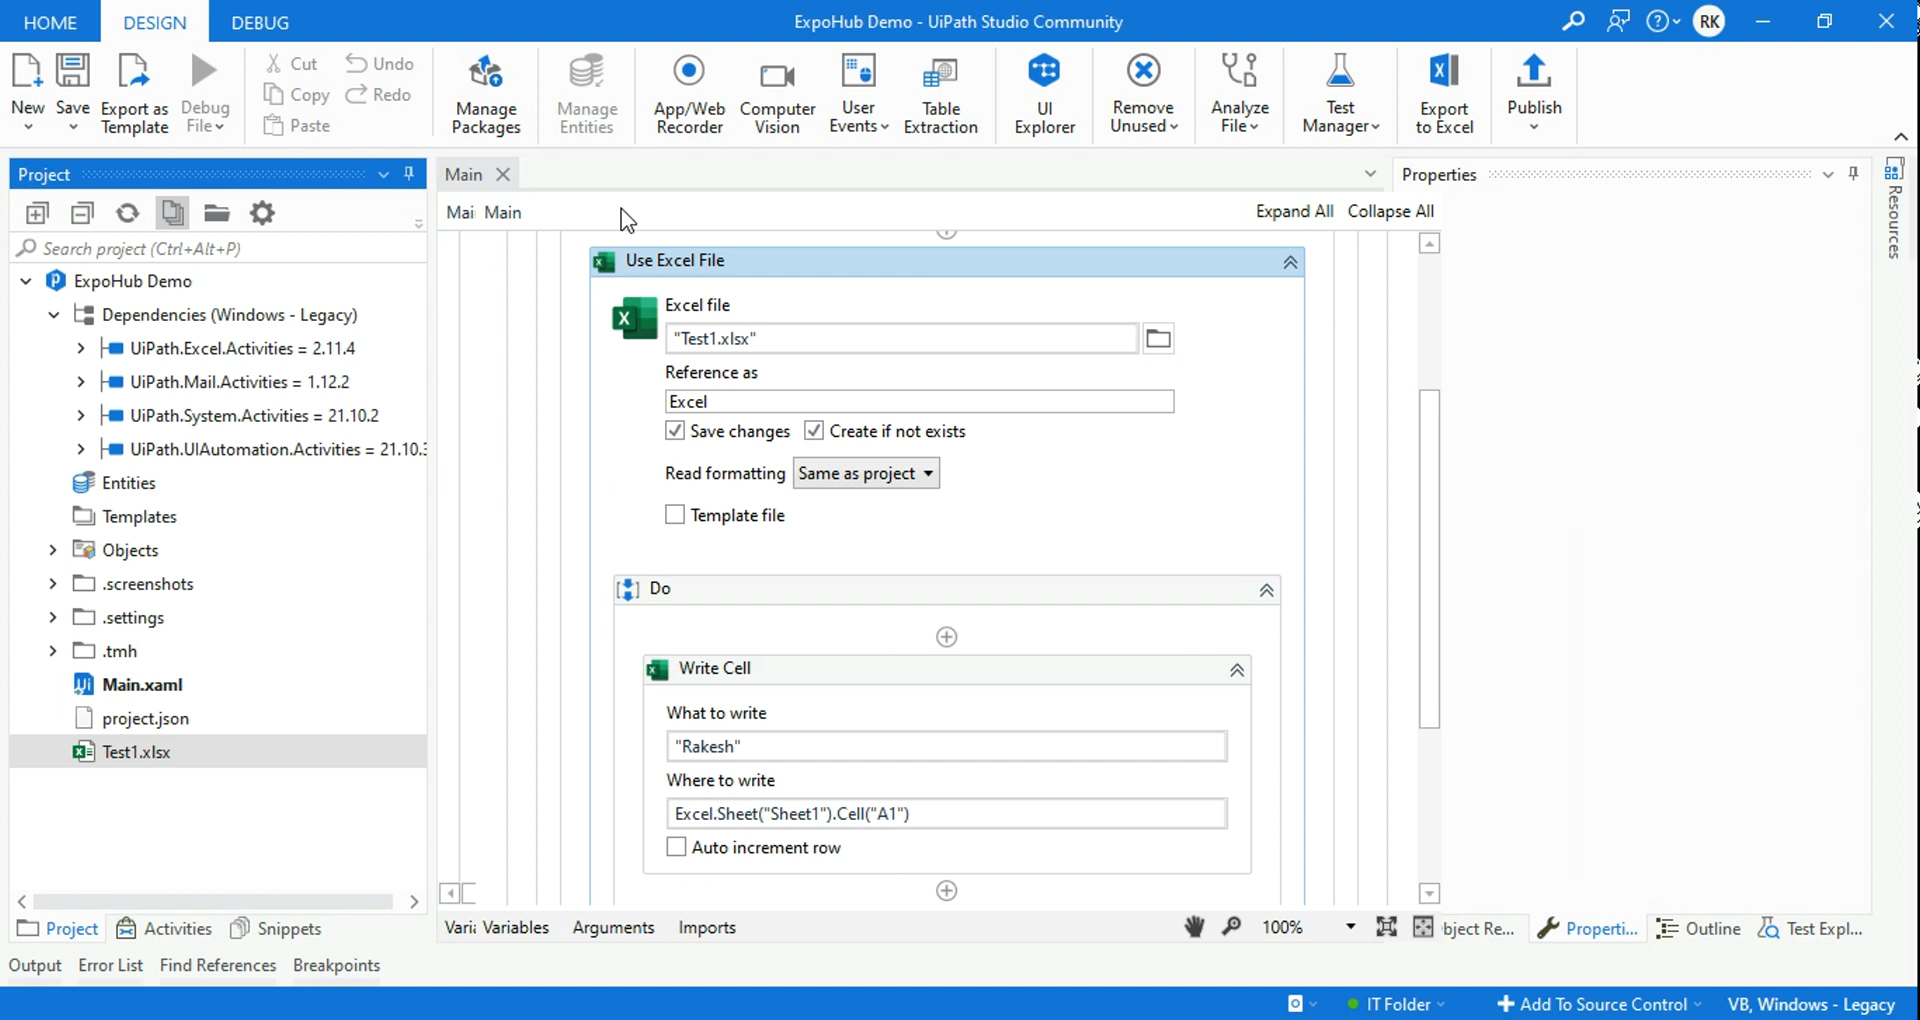 HOME DESIGN DEBUG ExpoHub Demo - UiPath Studio Community RK
New Save Export as Template Debug File
Cut Copy Paste Undo Redo
Manage Packages
Manage Entities
App/Web Recorder
Computer Vision
User Events
Table Extraction
UI Explorer
Remove Unused
Analyze File
Test Manager
Export to Excel
Publish
Project
Search project (Ctrl+Alt+P)
ExpoHub Demo
Dependencies (Windows - Legacy)
UiPath.Excel.Activities = 2.11.4
UiPath.Mail.Activities = 1.12.2
UiPath.System.Activities = 21.10.2
UiPath.UIAutomation.Activities = 21.10.3
Entities
Templates
Objects
.screenshots
.settings
.tmh
Main.xaml
project.json
Test1.xlsx
Project Activities Snippets
Main
Mai Main Expand All Collapse All
Use Excel File
Excel file
"Test1.xlsx"
Reference as
Excel
Save changes Create if not exists
Read formatting Same as project
Template file
Do
Write Cell
What to write
"Rakesh"
Where to write
Excel.Sheet("Sheet1").Cell("A1")
Auto increment row
Vari Variables Arguments Imports 100%
Properties
Resources
bject Re... Properti... Outline Test Expl...
Output Error List Find References Breakpoints
IT Folder Add To Source Control VB, Windows - Legacy